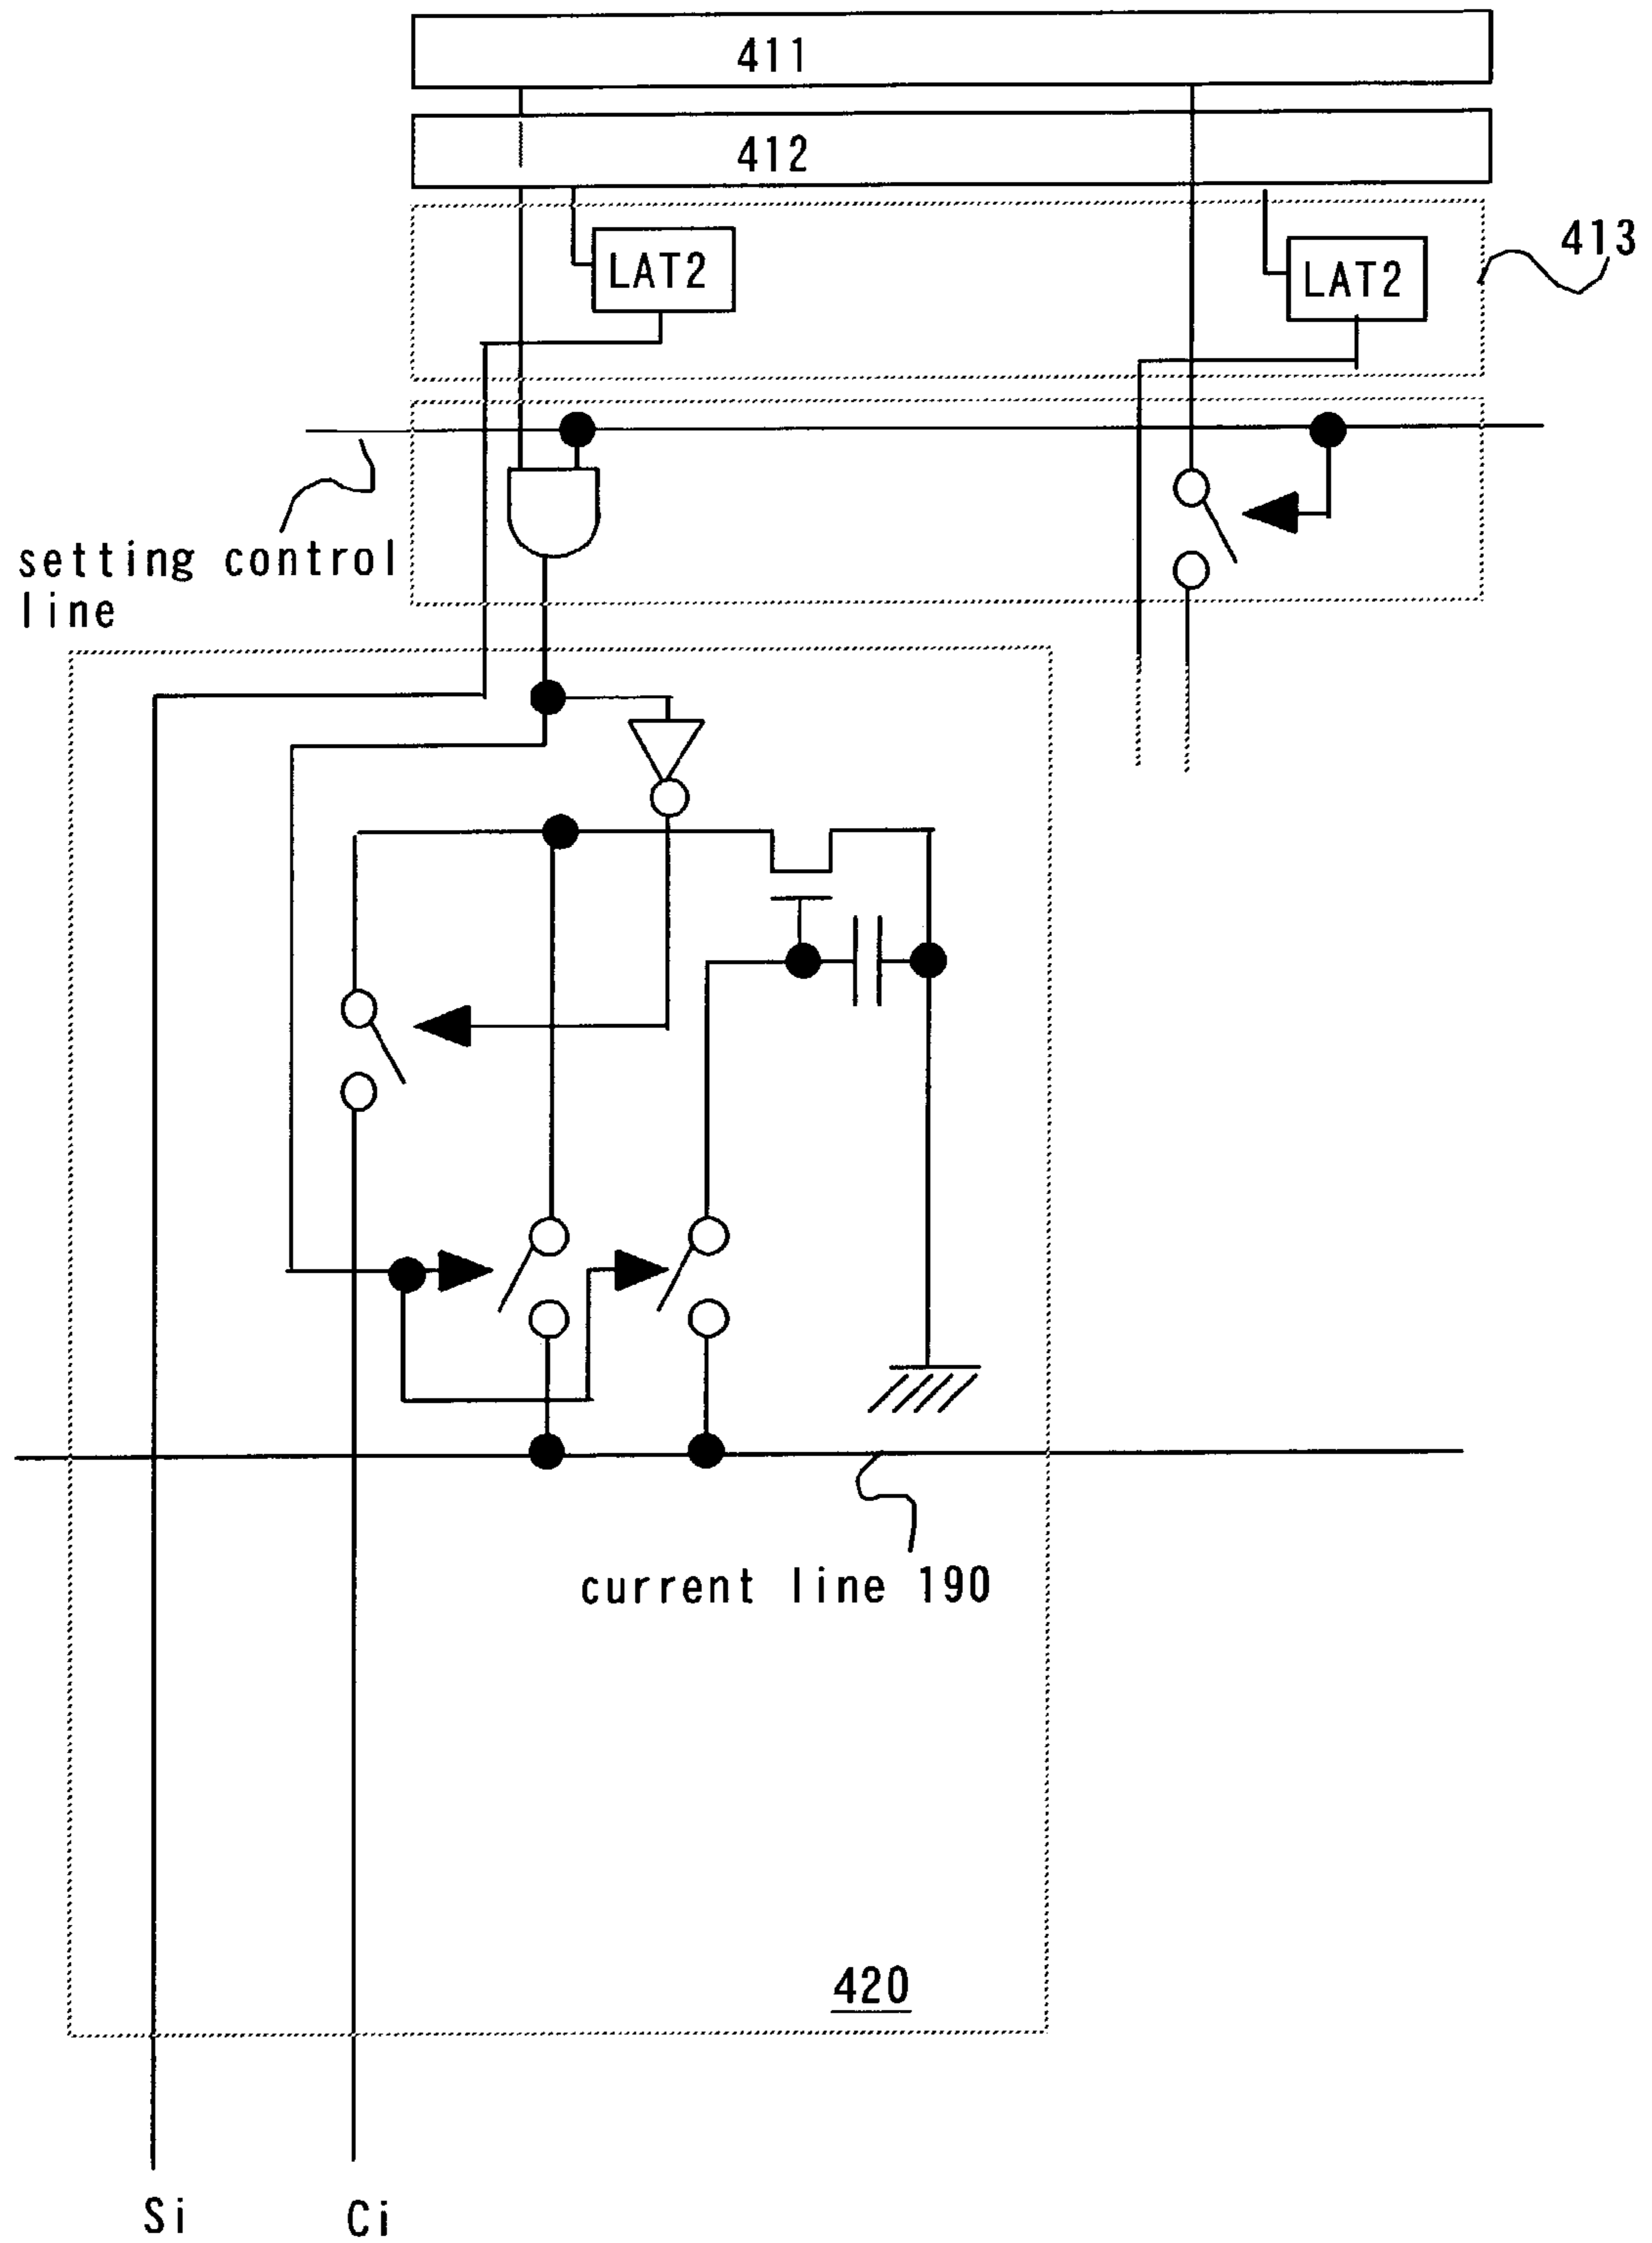 411
412
LAT2
LAT2
413
setting control
line
current line 190
420
Si
Ci